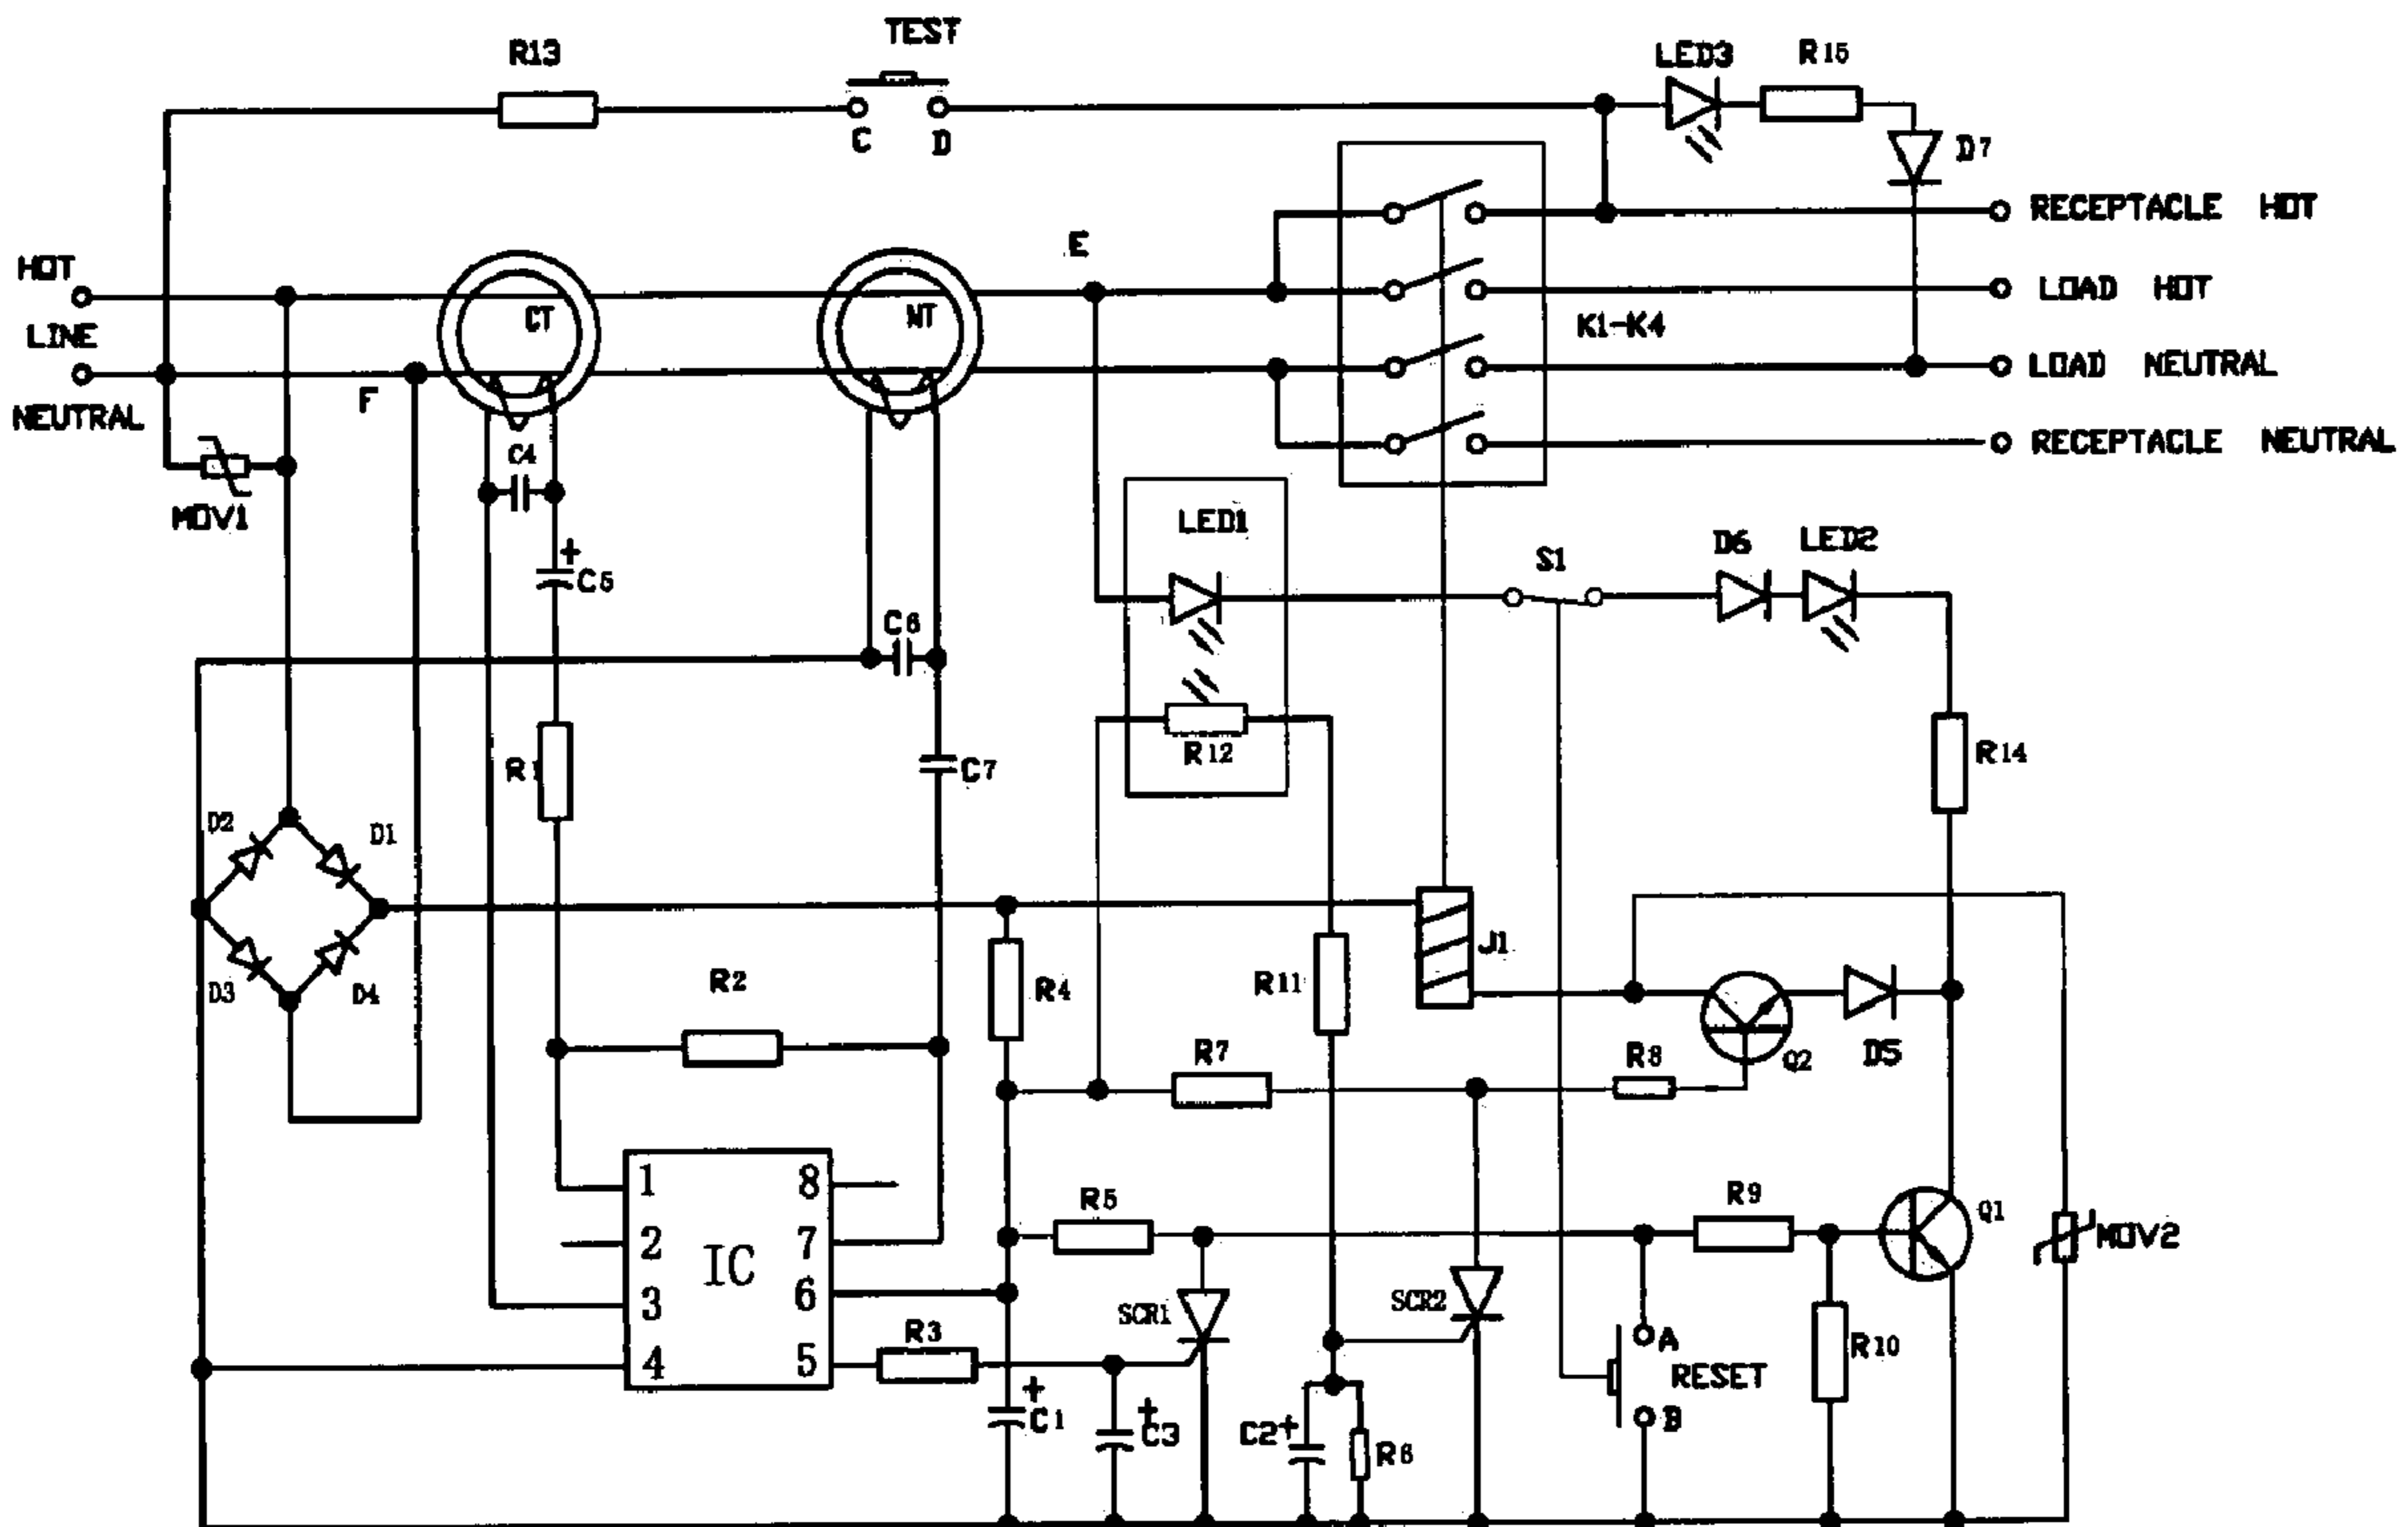 TEST
R13
LED3
R15
C
D
D7
RECEPTACLE HOT
E
HOT
LOAD HOT
CT
NT
LINE
K1-K4
LOAD NEUTRAL
F
NEUTRAL
RECEPTACLE NEUTRAL
C4
MOV1
LED1
S1
D6
LED2
+
C5
C6
R12
R14
R1
C7
D2
D1
J1
R2
R4
R11
D3
D4
R7
R8
Q2
D5
1
8
R5
R9
Q1
2
7
IC
MOV2
3
6
SCR1
SCR2
R3
A
R10
4
5
RESET
+
C1
+
C3
C2+
B
R6